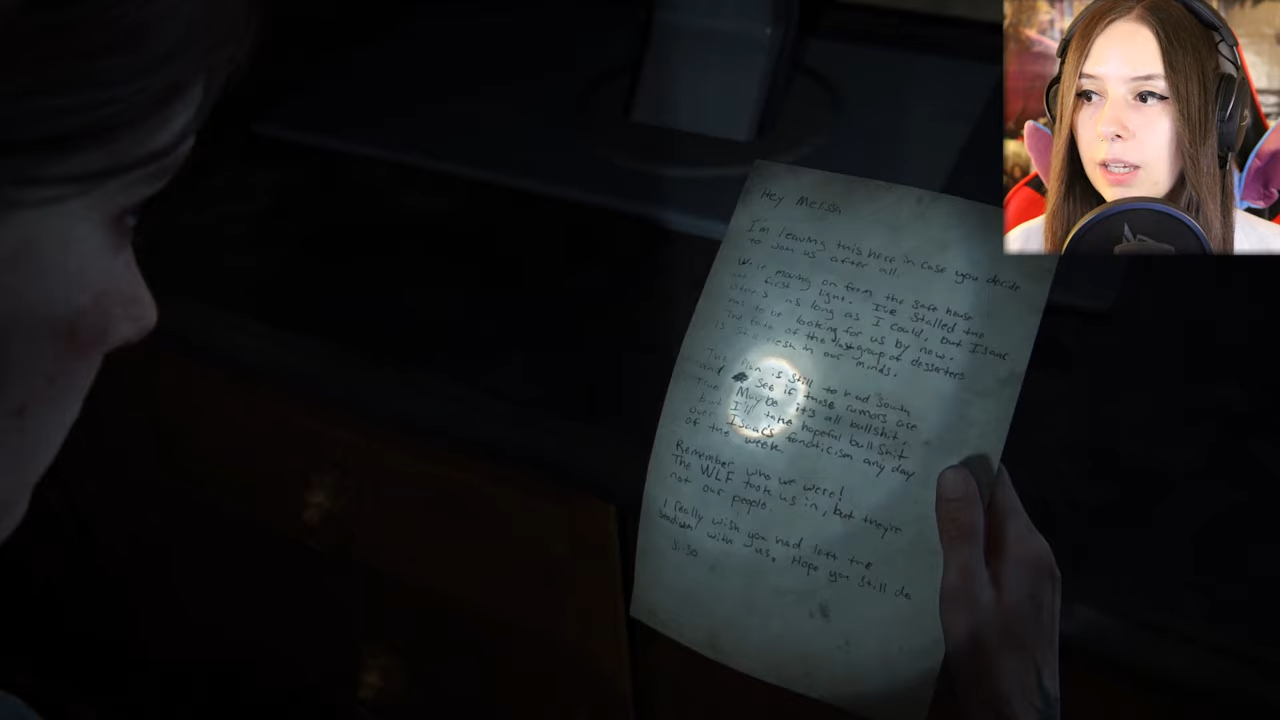 Hey Melissa
I'm leaving this here in case you decide
to join us after all.
We're moving on from the safe house
at first light. I've stalled the
others as long as I could, but Isaac
has to be looking for us by now.
The fate of the last group of desserters
is still fresh in our minds.
The plan is still to head south
and see if those rumors are
true. Maybe it's all bullshit,
but I'll take hopeful bullshit
over Isaac's fanaticism any day
of the week.
Remember who we were!
The WLF took us in, but they're
not our people.
I really wish you had left the
stadium with us. Hope you still do